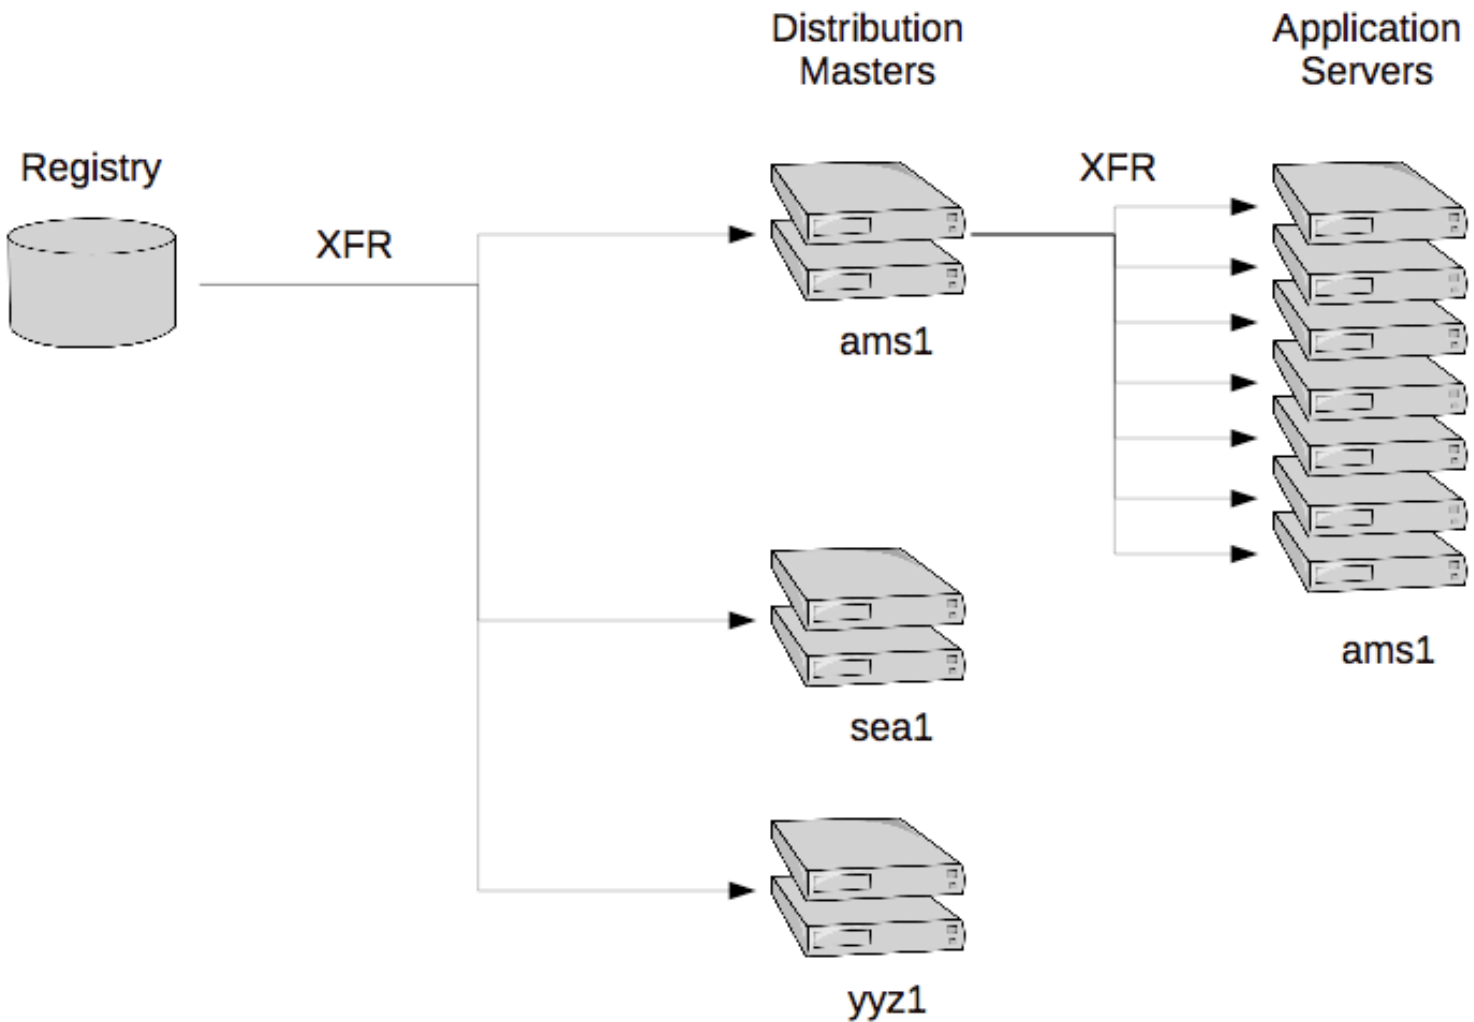 Distribution
Masters
Application
Servers
Registry
XFR
XFR
ams1
ams1
sea1
yyz1